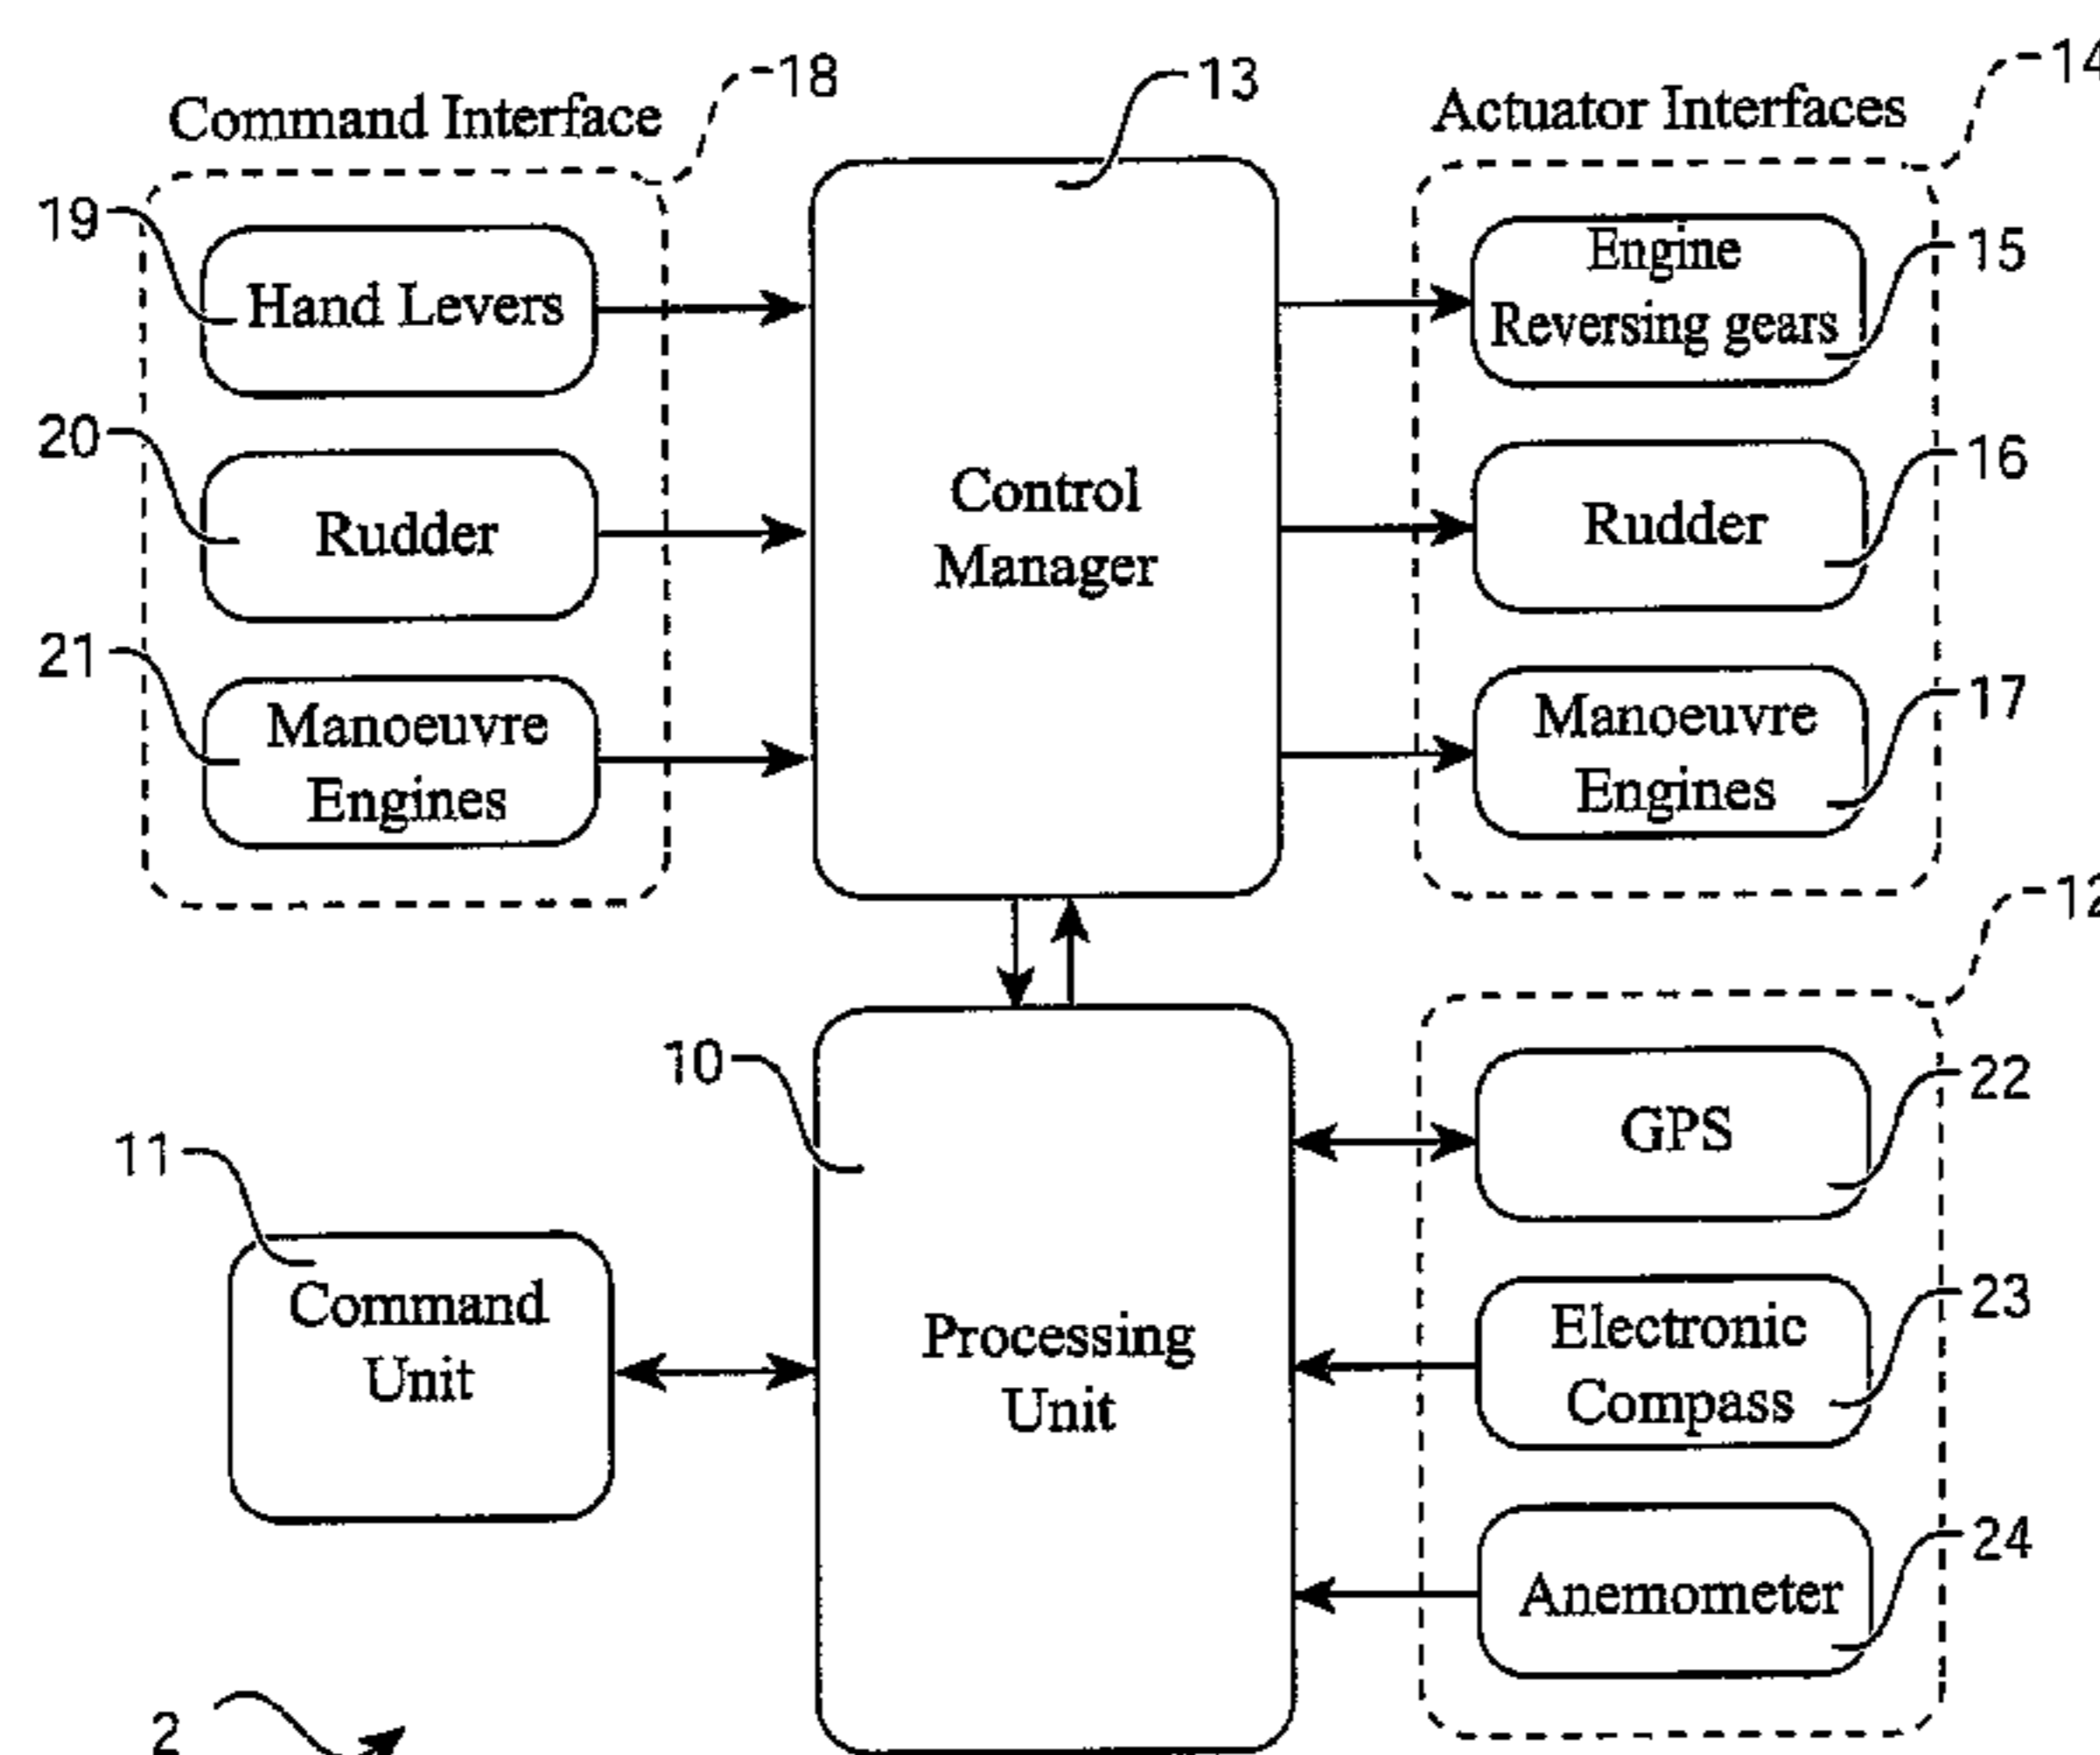 Command Interface
18
13
Actuator Interfaces
14
19
Hand Levers
Engine
Reversing gears
15
20
Rudder
Control
Manager
Rudder
16
21
Manoeuvre
Engines
Manoeuvre
Engines
17
12
10
GPS
22
11
Command
Unit
Processing
Unit
Electronic
Compass
23
Anemometer
24
2